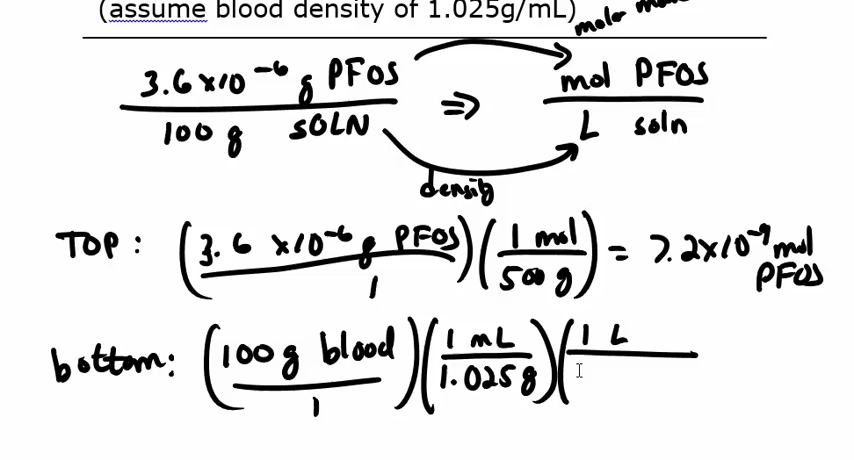 (assume blood density of 1.025g/mL)
molar
3.6 x 10⁻⁶ g PFOS / 100 g SOLN ⇒ mol PFOS / L soln
density
TOP: (3.6 x 10⁻⁶ g PFOS / 1)(1 mol / 500 g) = 7.2 x 10⁻⁹ mol PFOS
bottom: (100 g blood / 1)(1 mL / 1.025 g)(1 L